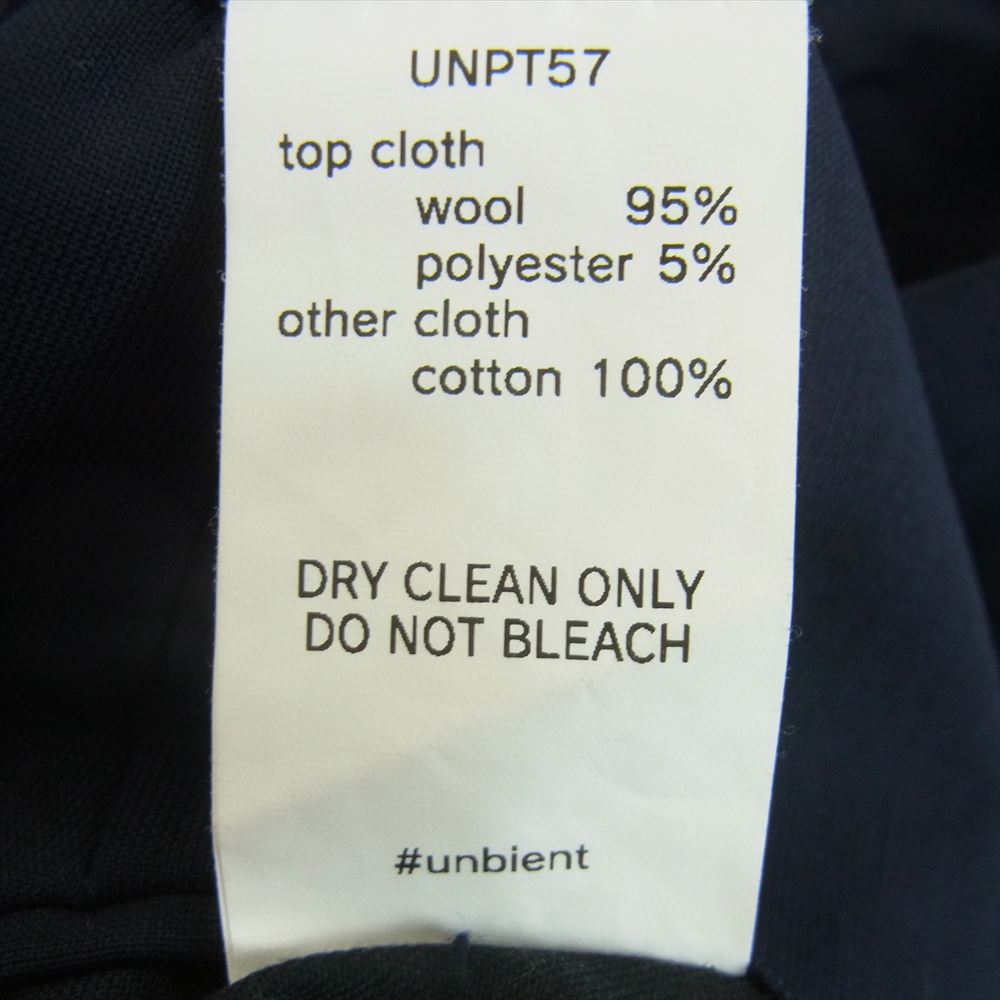 UNPT57
top cloth
wool 95%
polyester 5%
other cloth
cotton 100%
DRY CLEAN ONLY
DO NOT BLEACH
#unbient